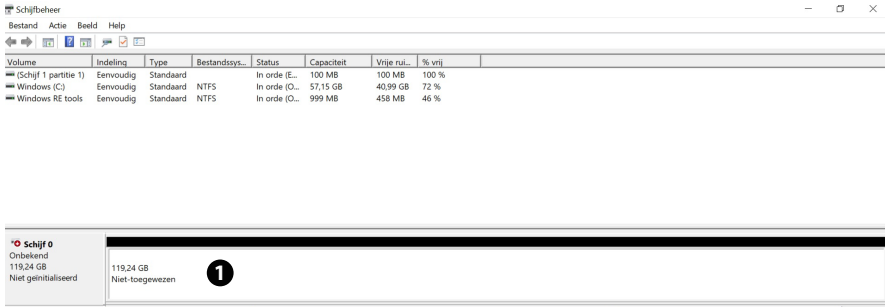 Schijfbeheer
Bestand Actie Beeld Help
Volume Indeling Type Bestandssys... Status Capaciteit Vrije rui... % vrij
(Schijf 1 partitie 1) Eenvoudig Standaard In orde (E... 100 MB 100 MB 100 %
Windows (C:) Eenvoudig Standaard NTFS In orde (O... 57,15 GB 40,99 GB 72 %
Windows RE tools Eenvoudig Standaard NTFS In orde (O... 999 MB 458 MB 46 %
Schijf 0
Onbekend
119,24 GB
Niet geïnitialiseerd
119,24 GB
Niet-toegewezen
1